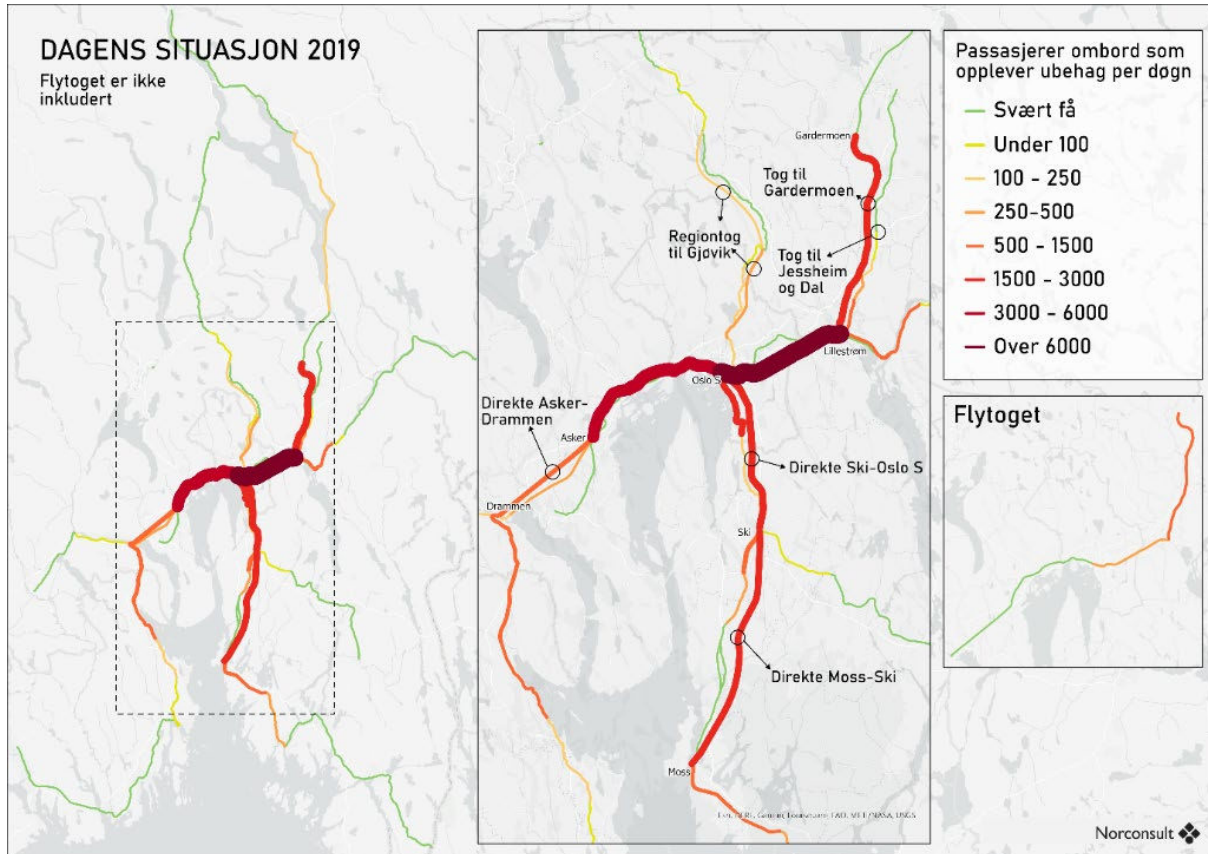 DAGENS SITUASJON 2019
Flytoget er ikke
inkludert
Gardermoen
Tog til
Gardermoen
Regiontog
til Gjøvik
Tog til
Jessheim
og Dal
Lillestrøm
Oslo S
Direkte Asker-
Drammen
Asker
Direkte Ski-Oslo S
Drammen
Ski
Direkte Moss-Ski
Moss
Passasjerer ombord som
opplever ubehag per døgn
Svært få
Under 100
100 - 250
250-500
500 - 1500
1500 - 3000
3000 - 6000
Over 6000
Flytoget
Norconsult